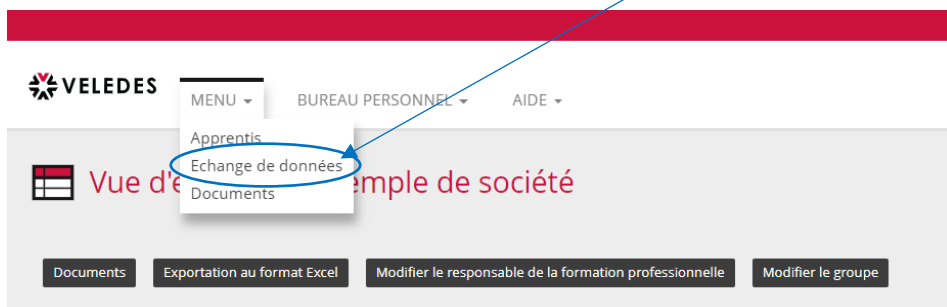 VELEDES
MENU BUREAU PERSONNEL AIDE
Apprentis
Echange de données
Documents
Vue d'e emple de société
Documents Exportation au format Excel Modifier le responsable de la formation professionnelle Modifier le groupe